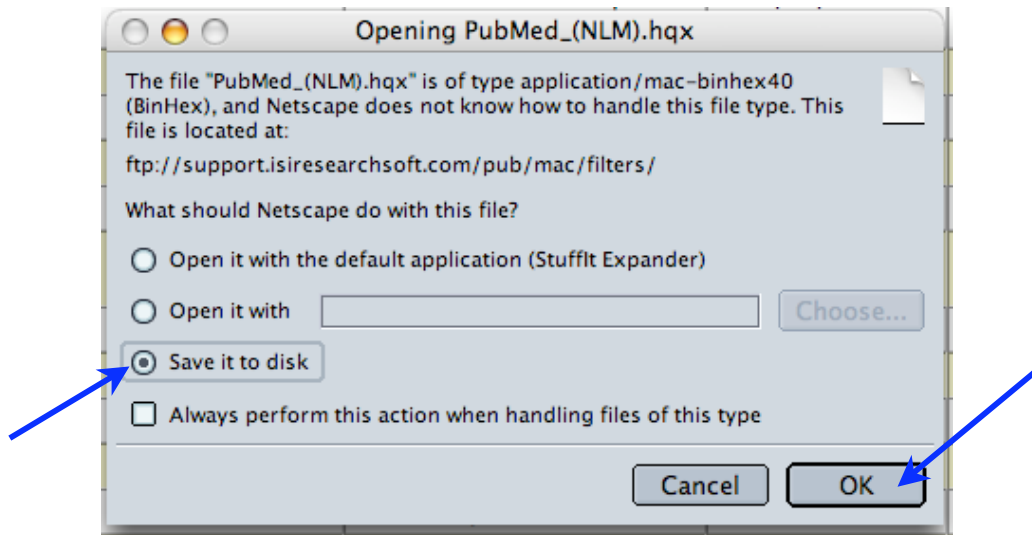 Opening PubMed_(NLM).hqx
The file "PubMed_(NLM).hqx" is of type application/mac-binhex40
(BinHex), and Netscape does not know how to handle this file type. This
file is located at:
ftp://support.isiresearchsoft.com/pub/mac/filters/
What should Netscape do with this file?
Open it with the default application (StuffIt Expander)
Open it with
Choose...
Save it to disk
Always perform this action when handling files of this type
Cancel
OK